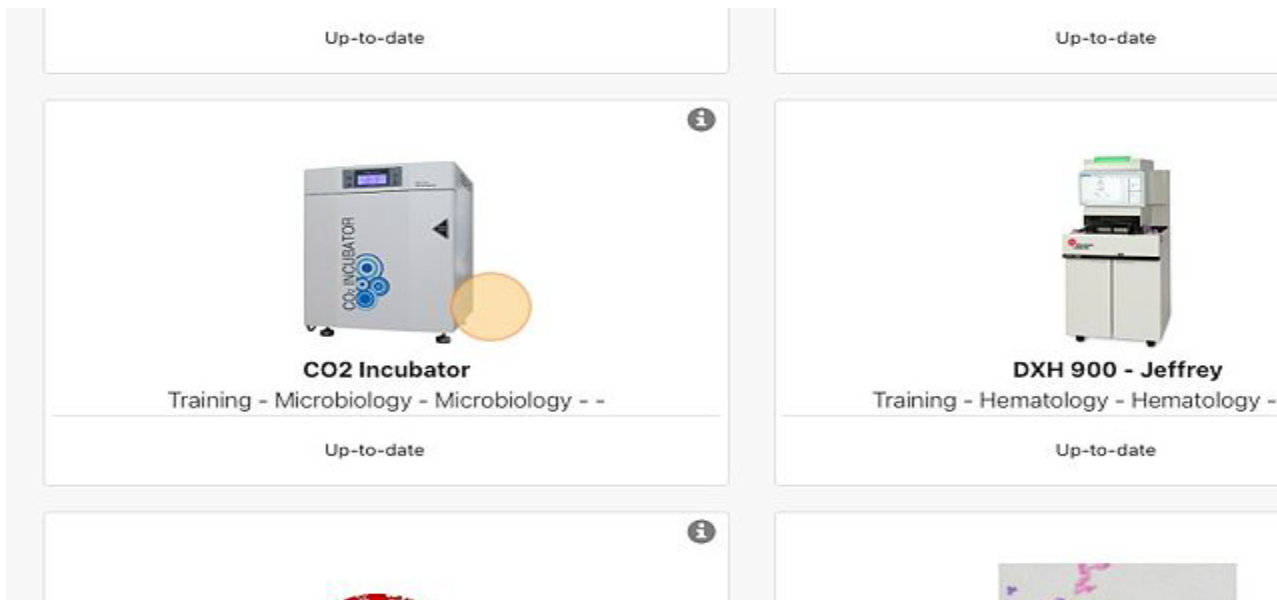 Up-to-date
Up-to-date
CO2 INCUBATOR
CO2 Incubator
Training - Microbiology - Microbiology - -
Up-to-date
DXH 900 - Jeffrey
Training - Hematology - Hematology -
Up-to-date